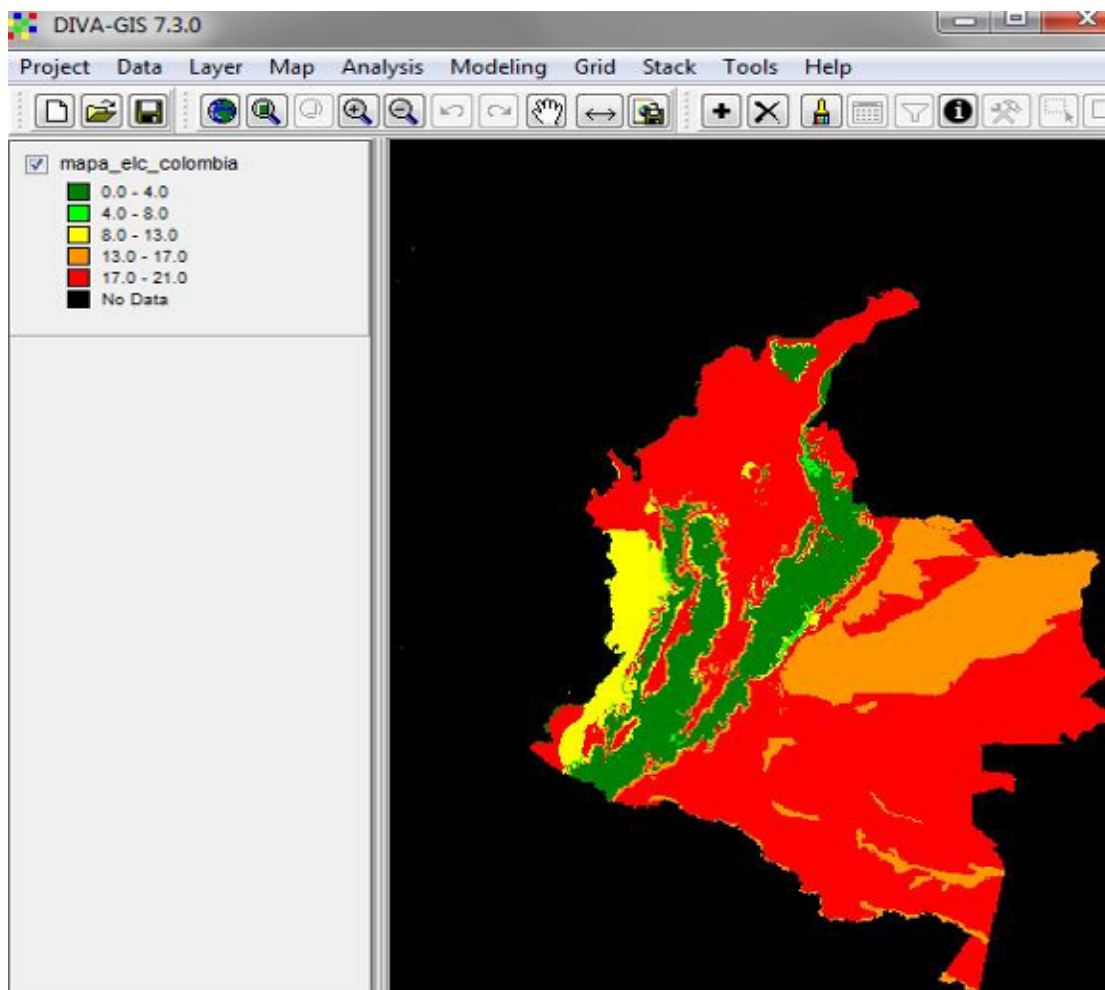 DIVA-GIS 7.3.0
Project Data Layer Map Analysis Modeling Grid Stack Tools Help
mapa_elc_colombia
0.0 - 4.0
4.0 - 8.0
8.0 - 13.0
13.0 - 17.0
17.0 - 21.0
No Data